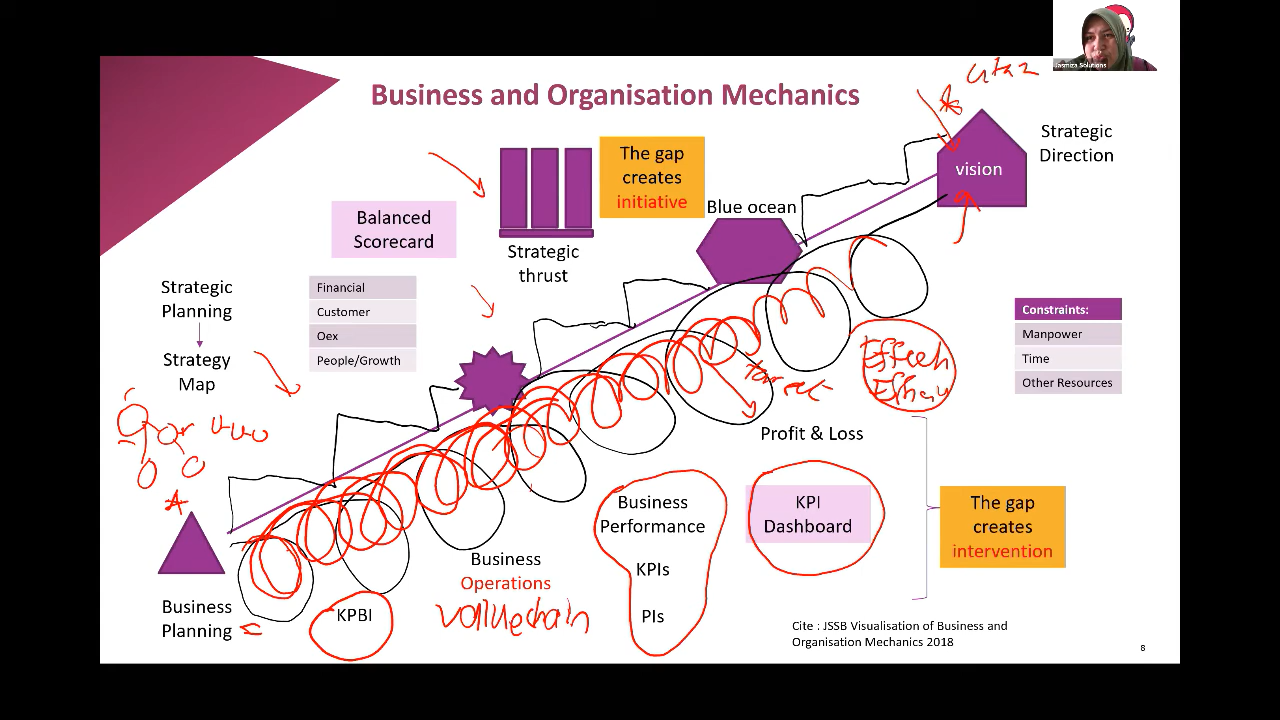 Jasmiza Solutions
Business and Organisation Mechanics
Strategic
Direction
vision
The gap
creates
initiative
Blue ocean
Balanced
Scorecard
Strategic
thrust
Strategic
Planning
Strategy
Map
Financial
Customer
Oex
People/Growth
Constraints:
Manpower
Time
Other Resources
Profit & Loss
Business
Performance
KPIs
PIs
KPI
Dashboard
The gap
creates
intervention
Business
Operations
valuechain
Business
Planning
KPBI
Cite : JSSB Visualisation of Business and
Organisation Mechanics 2018
8